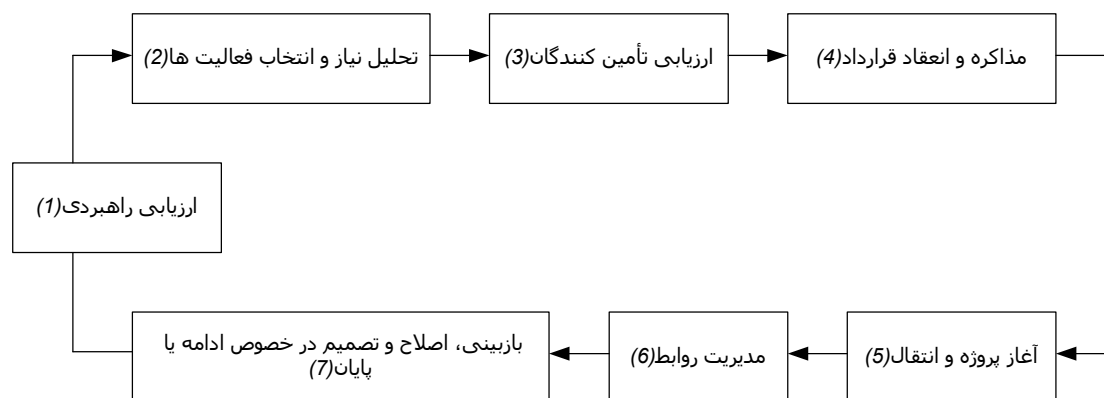 ارزیابی راهبردی(1)
تحلیل نیاز و انتخاب فعالیت ها(2)
ارزیابی تأمین کنندگان(3)
مذاکره و انعقاد قرارداد(4)
آغاز پروژه و انتقال(5)
مدیریت روابط(6)
بازبینی، اصلاح و تصمیم در خصوص ادامه یا
پایان(7)